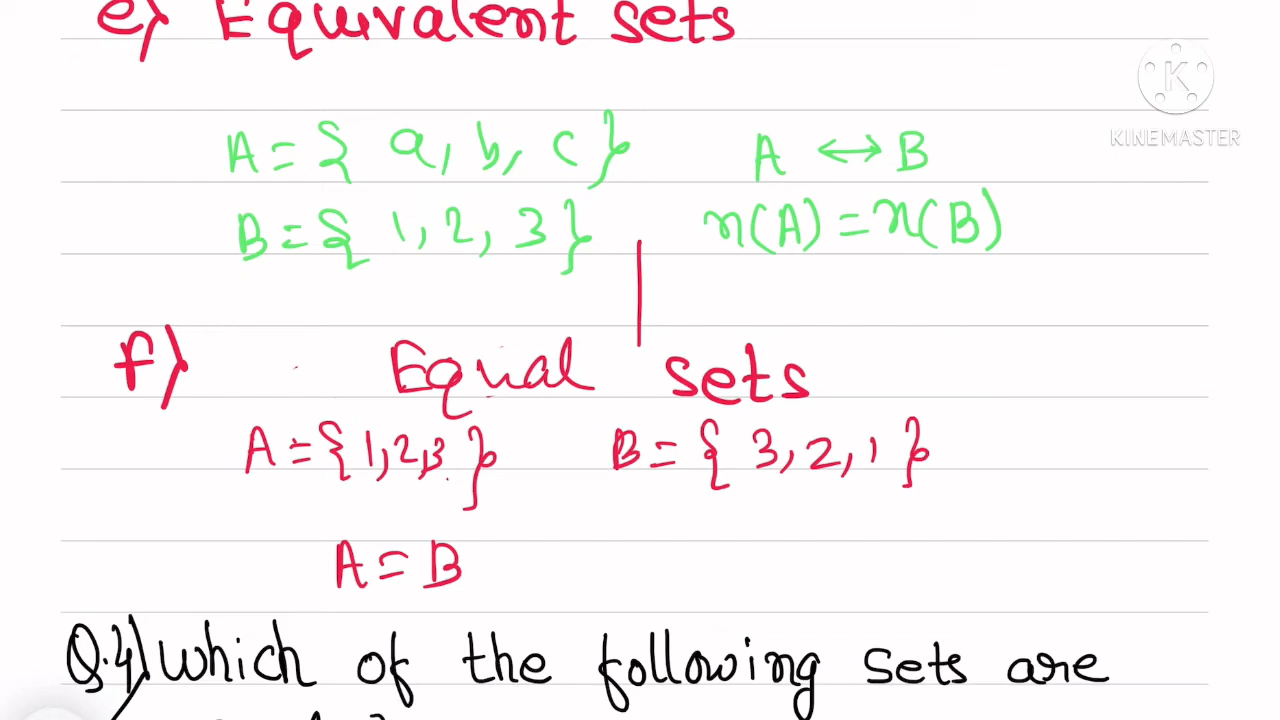 e) Equivalent sets
K
KINEMASTER
A = { a, b, c } A ↔ B
B = { 1, 2, 3 } n(A) = n(B)
f) Equal sets
A = { 1, 2, 3 } B = { 3, 2, 1 }
A = B
Q.4) Which of the following sets are